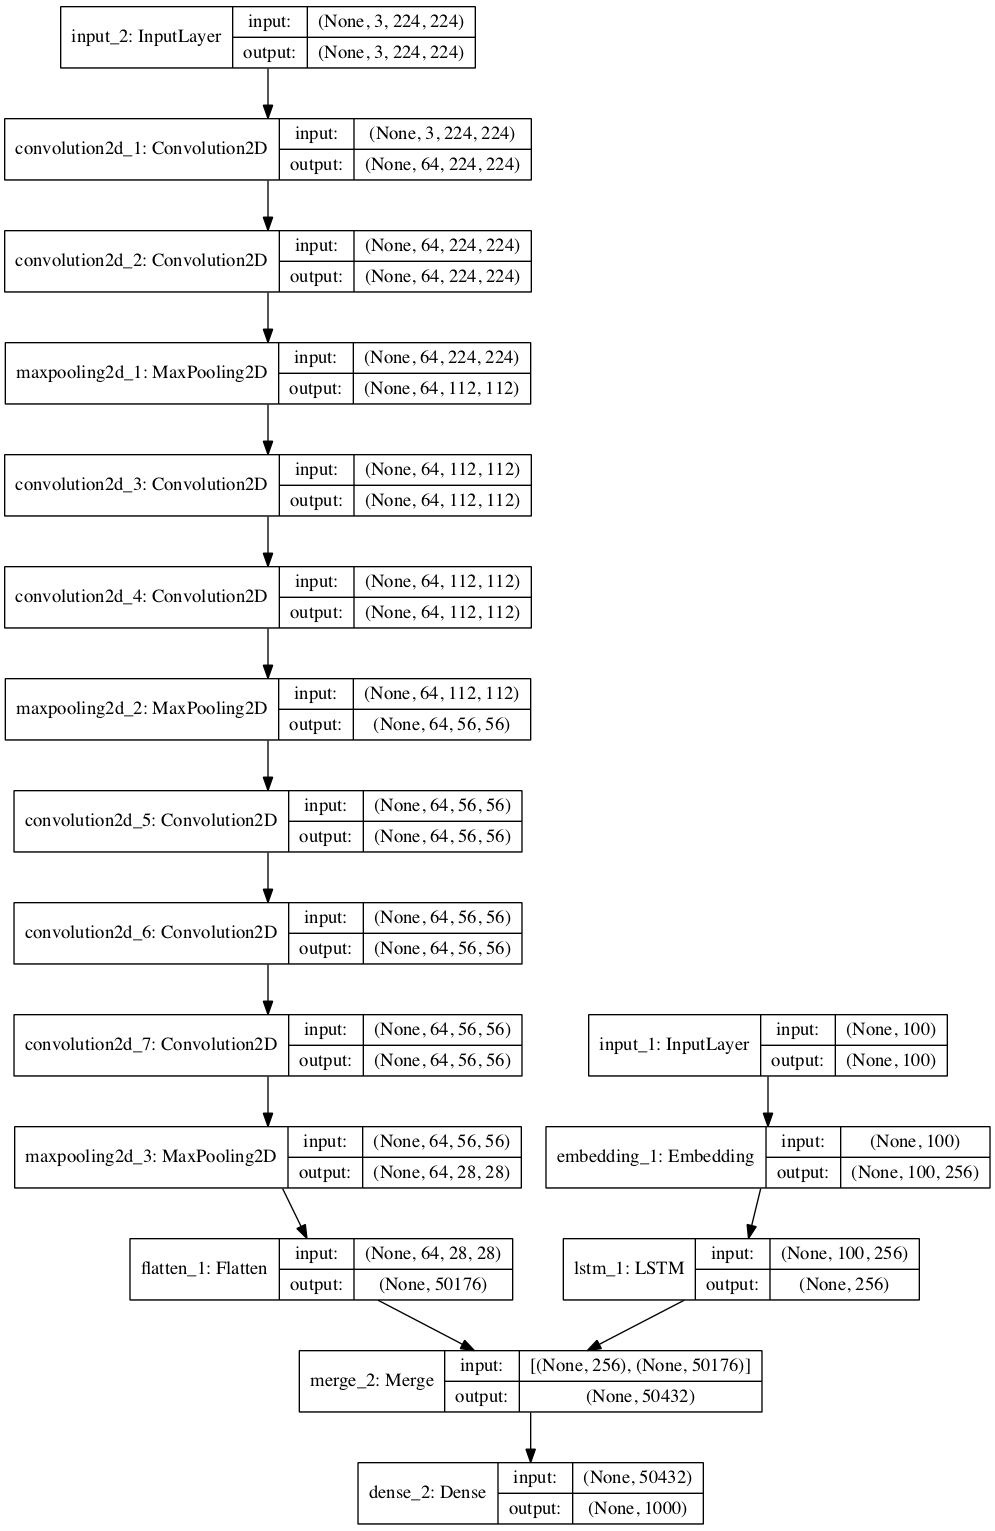 input_2: InputLayer
input: (None, 3, 224, 224)
output: (None, 3, 224, 224)
convolution2d_1: Convolution2D
input: (None, 3, 224, 224)
output: (None, 64, 224, 224)
convolution2d_2: Convolution2D
input: (None, 64, 224, 224)
output: (None, 64, 224, 224)
maxpooling2d_1: MaxPooling2D
input: (None, 64, 224, 224)
output: (None, 64, 112, 112)
convolution2d_3: Convolution2D
input: (None, 64, 112, 112)
output: (None, 64, 112, 112)
convolution2d_4: Convolution2D
input: (None, 64, 112, 112)
output: (None, 64, 112, 112)
maxpooling2d_2: MaxPooling2D
input: (None, 64, 112, 112)
output: (None, 64, 56, 56)
convolution2d_5: Convolution2D
input: (None, 64, 56, 56)
output: (None, 64, 56, 56)
convolution2d_6: Convolution2D
input: (None, 64, 56, 56)
output: (None, 64, 56, 56)
convolution2d_7: Convolution2D
input: (None, 64, 56, 56)
output: (None, 64, 56, 56)
input_1: InputLayer
input: (None, 100)
output: (None, 100)
maxpooling2d_3: MaxPooling2D
input: (None, 64, 56, 56)
output: (None, 64, 28, 28)
embedding_1: Embedding
input: (None, 100)
output: (None, 100, 256)
flatten_1: Flatten
input: (None, 64, 28, 28)
output: (None, 50176)
lstm_1: LSTM
input: (None, 100, 256)
output: (None, 256)
merge_2: Merge
input: [(None, 256), (None, 50176)]
output: (None, 50432)
dense_2: Dense
input: (None, 50432)
output: (None, 1000)